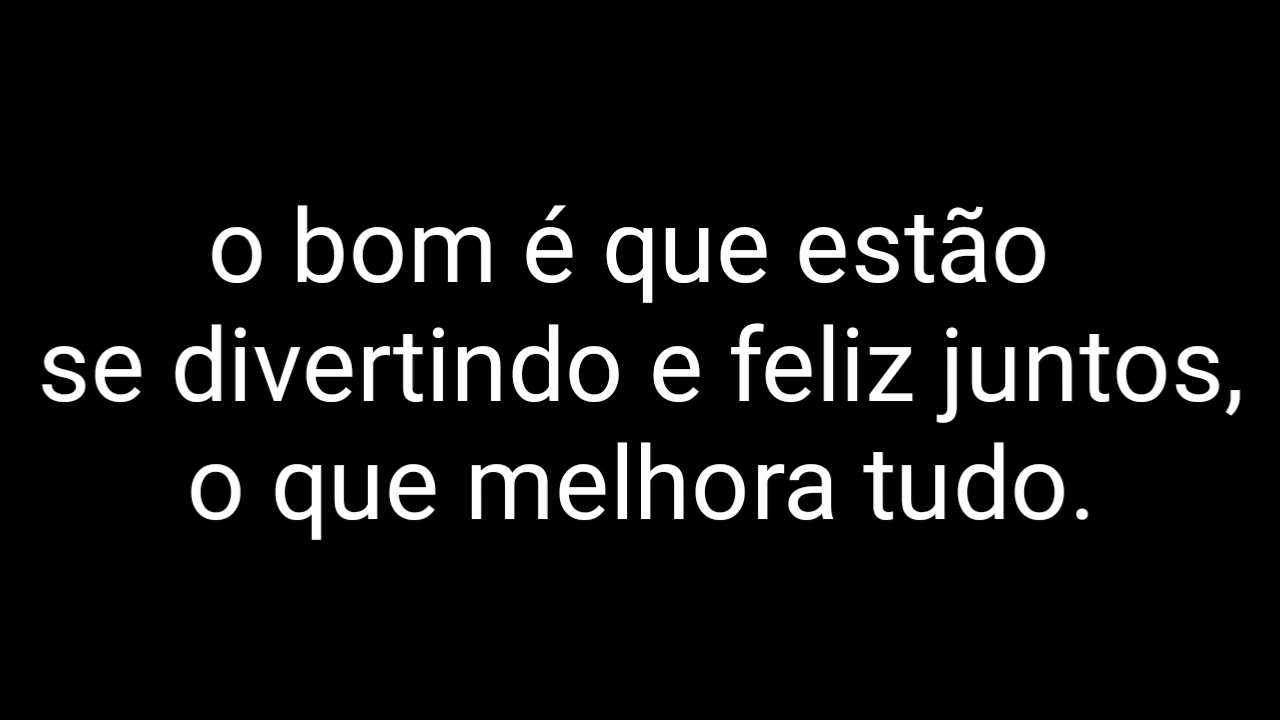 o bom é que estão
se divertindo e feliz juntos,
o que melhora tudo.